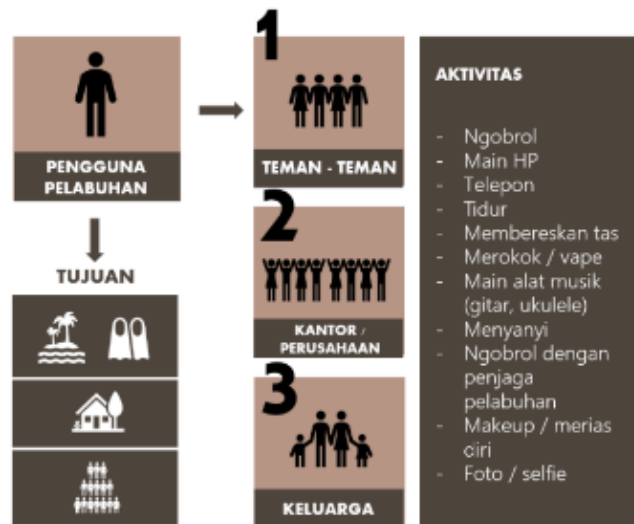 PENGGUNA
PELABUHAN
TUJUAN
1
TEMAN - TEMAN
2
KANTOR /
PERUSAHAAN
3
KELUARGA
AKTIVITAS
- Ngobrol
- Main HP
- Telepon
- Tidur
- Membereskan tas
- Merokok / vape
- Main alat musik
(gitar, ukulele)
- Menyanyi
- Ngobrol dengan
penjaga
pelabuhan
- Makeup / merias
diri
- Foto / selfie